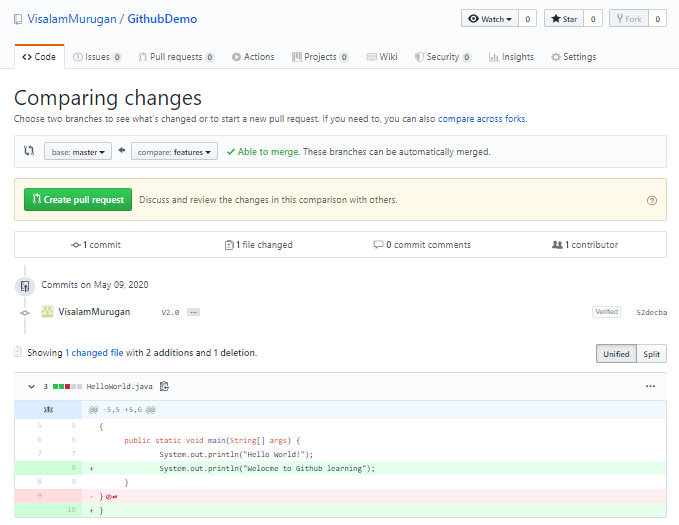 VisalamMurugan / GithubDemo
Watch 0 Star 0 Fork 0
<> Code Issues 0 Pull requests 0 Actions Projects 0 Wiki Security 0 Insights Settings
Comparing changes
Choose two branches to see what's changed or to start a new pull request. If you need to, you can also compare across forks.
base: master compare: features ✓ Able to merge. These branches can be automatically merged.
Create pull request Discuss and review the changes in this comparison with others.
1 commit 1 file changed 0 commit comments 1 contributor
Commits on May 09, 2020
VisalamMurugan V2.0 ... Verified 52decba
Showing 1 changed file with 2 additions and 1 deletion. Unified Split
3 HelloWorld.java ...
@@ -5,5 +5,6 @@
5 5 {
6 6 public static void main(String[] args) {
7 7 System.out.println("Hello World!");
8 + System.out.println("Welocme to Github learning");
8 9 }
9 - }
10 + }